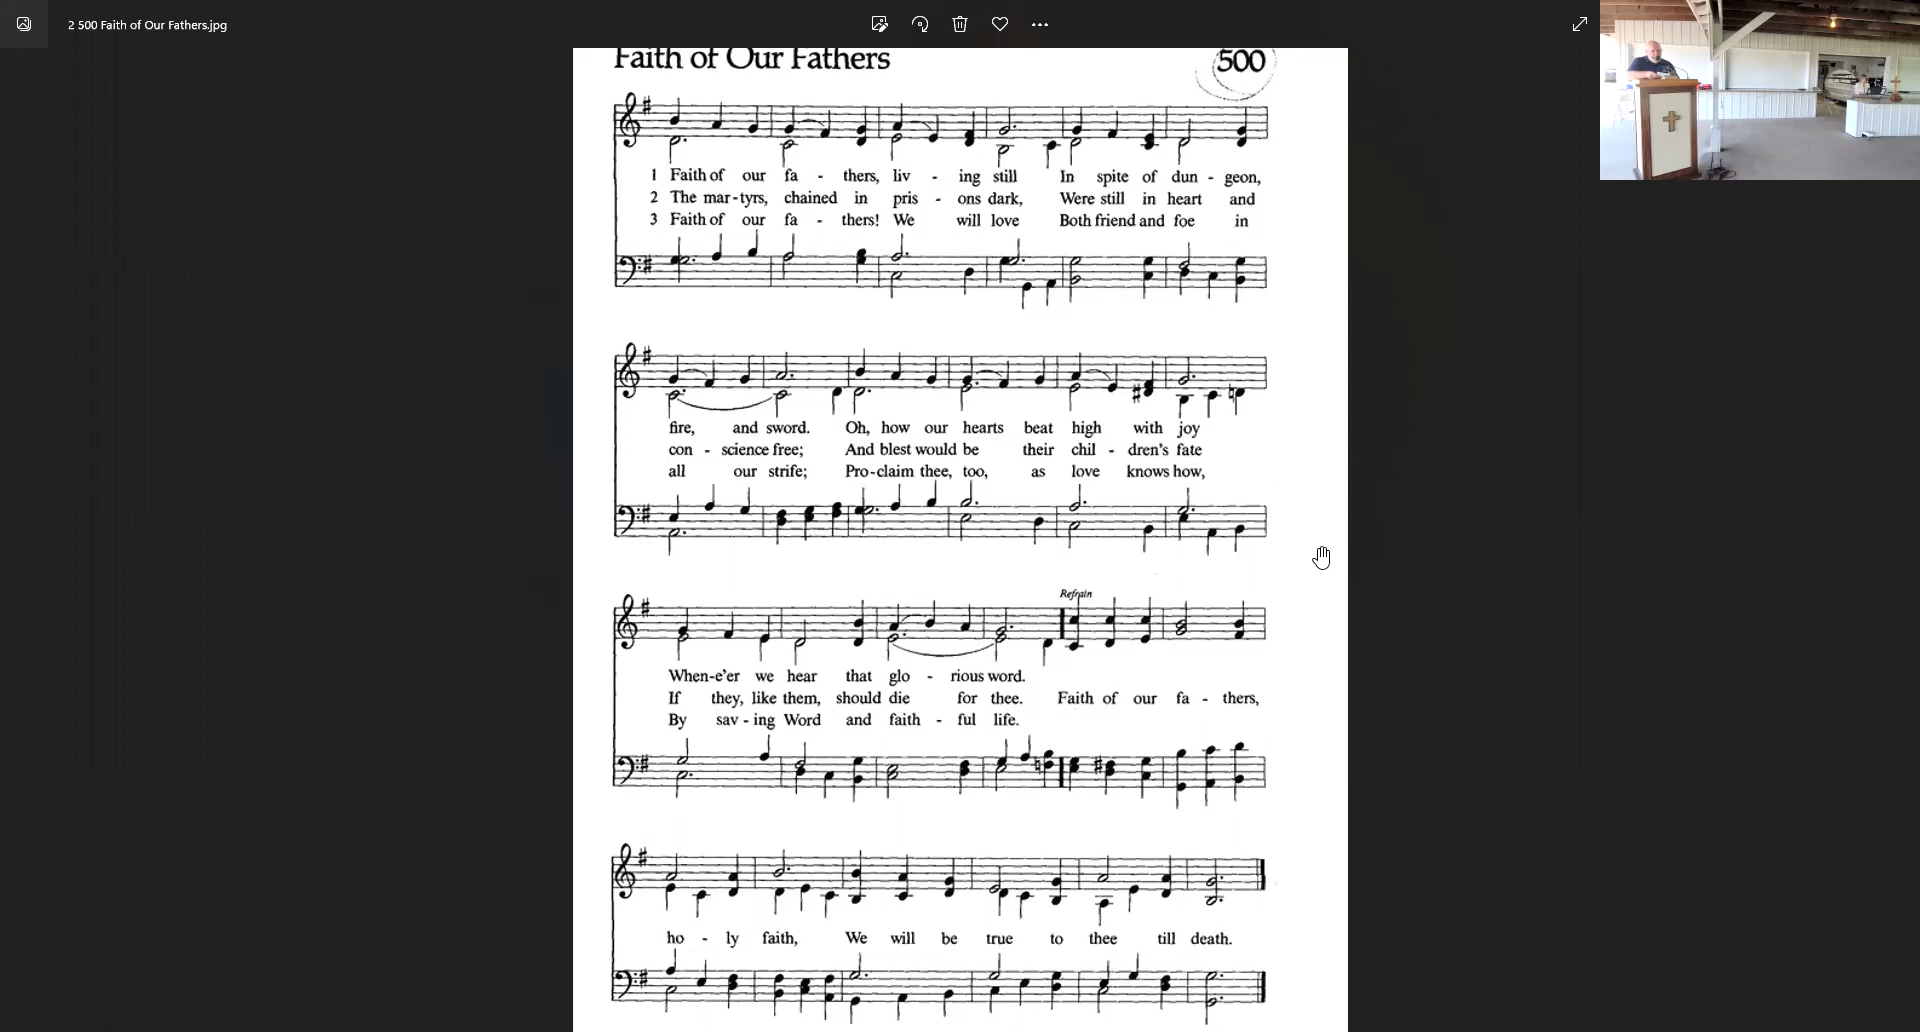 2 500 Faith of Our Fathers.jpg
Faith of Our Fathers
500
1 Faith of our fa - thers, liv - ing still In spite of dun - geon,
2 The mar-tyrs, chained in pris - ons dark, Were still in heart and
3 Faith of our fa - thers! We will love Both friend and foe in
fire, and sword. Oh, how our hearts beat high with joy
con - science free; And blest would be their chil - dren's fate
all our strife; Pro-claim thee, too, as love knows how,
Refrain
When-e'er we hear that glo - rious word.
If they, like them, should die for thee. Faith of our fa - thers,
By sav - ing Word and faith - ful life.
ho - ly faith, We will be true to thee till death.